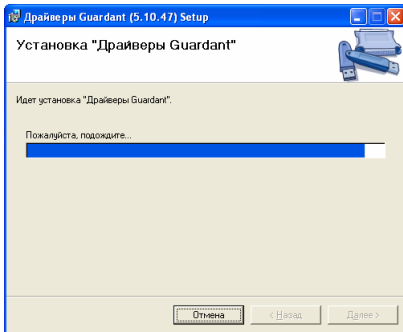 Драйверы Guardant (5.10.47) Setup
Установка "Драйверы Guardant"
Идет установка "Драйверы Guardant".
Пожалуйста, подождите...
Отмена
< Назад
Далее >